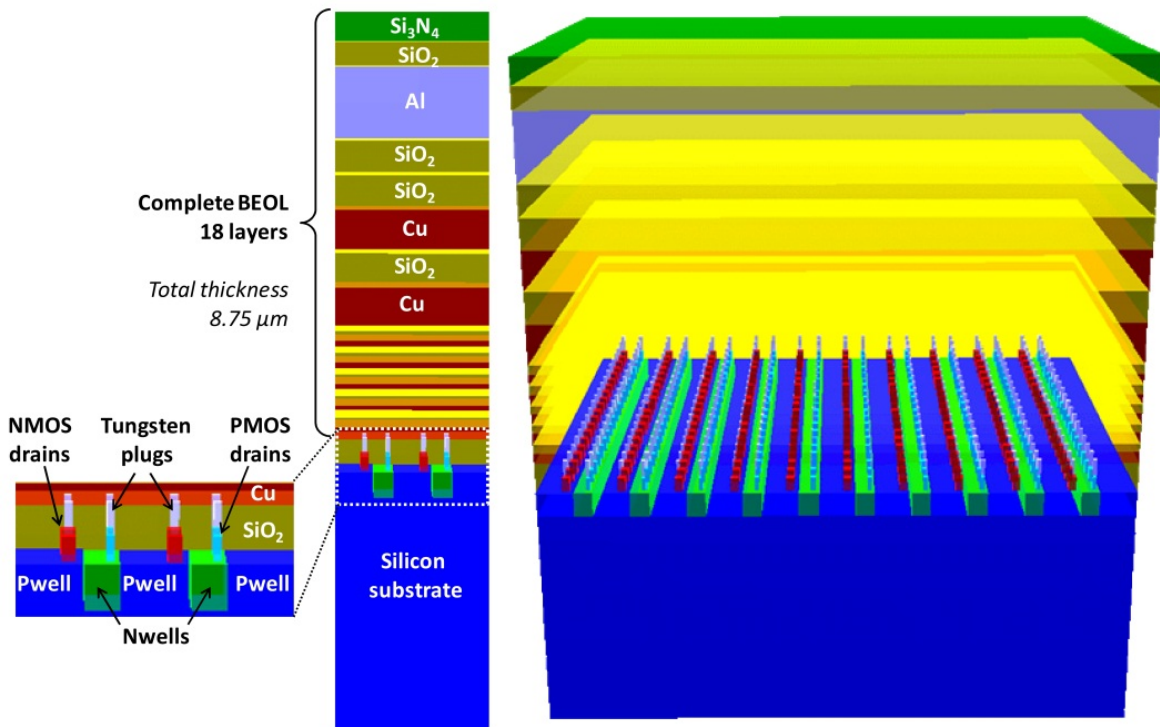 Si₃N₄
SiO₂
Al
SiO₂
SiO₂
Cu
SiO₂
Cu
Complete BEOL
18 layers
Total thickness
8.75 µm
NMOS
drains
Tungsten
plugs
PMOS
drains
Cu
SiO₂
Pwell
Pwell
Pwell
Nwells
Silicon
substrate